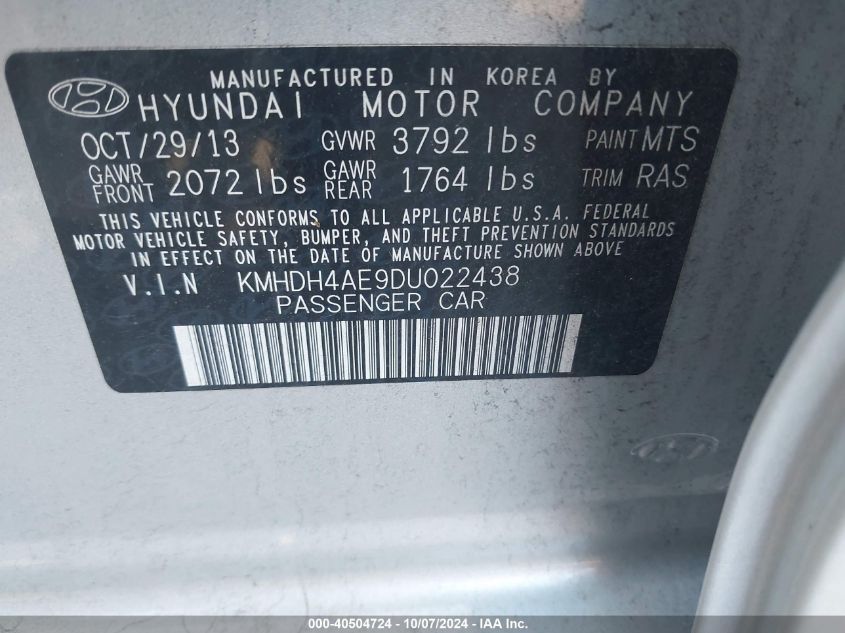 MANUFACTURED IN KOREA BY
HYUNDAI MOTOR COMPANY
OCT/29/13 GVWR 3792 lbs PAINT MTS
GAWR FRONT 2072 lbs GAWR REAR 1764 lbs TRIM RAS
THIS VEHICLE CONFORMS TO ALL APPLICABLE U.S.A. FEDERAL
MOTOR VEHICLE SAFETY, BUMPER, AND THEFT PREVENTION STANDARDS
IN EFFECT ON THE DATE OF MANUFACTURE SHOWN ABOVE
V.I.N KMHDH4AE9DU022438
PASSENGER CAR
000-40504724 - 10/07/2024 - IAA Inc.